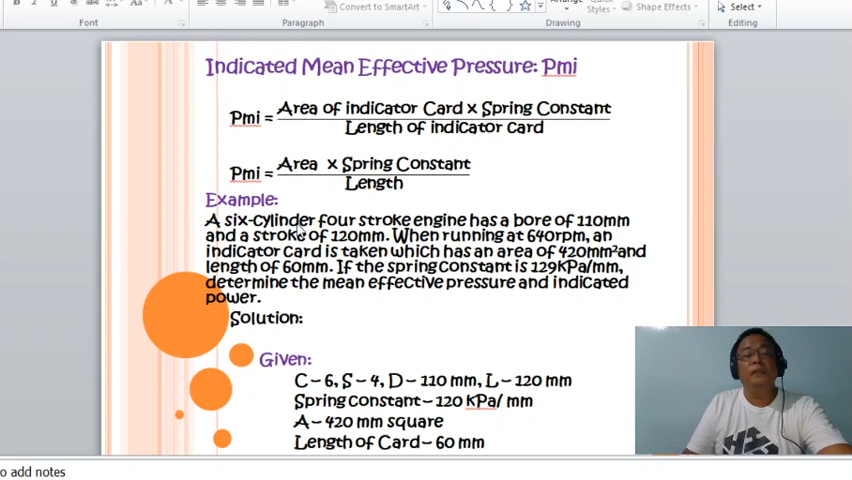 Convert to SmartArt
Arrange
Quick
Styles
Shape Effects
Select
Font
Paragraph
Drawing
Editing
Indicated Mean Effective Pressure: Pmi
Pmi = Area of indicator Card x Spring Constant
Length of indicator card
Pmi = Area x Spring Constant
Length
Example:
A six-cylinder four stroke engine has a bore of 110mm
and a stroke of 120mm. When running at 640rpm, an
indicator Card is taken which has an area of 420mm²and
length of 60mm. If the spring constant is 129kPa/mm,
determine the mean effective pressure and indicated
power.
Solution:
Given:
C – 6, S – 4, D – 110 mm, L – 120 mm
Spring constant – 120 kPa/ mm
A – 420 mm square
Length of Card – 60 mm
o add notes